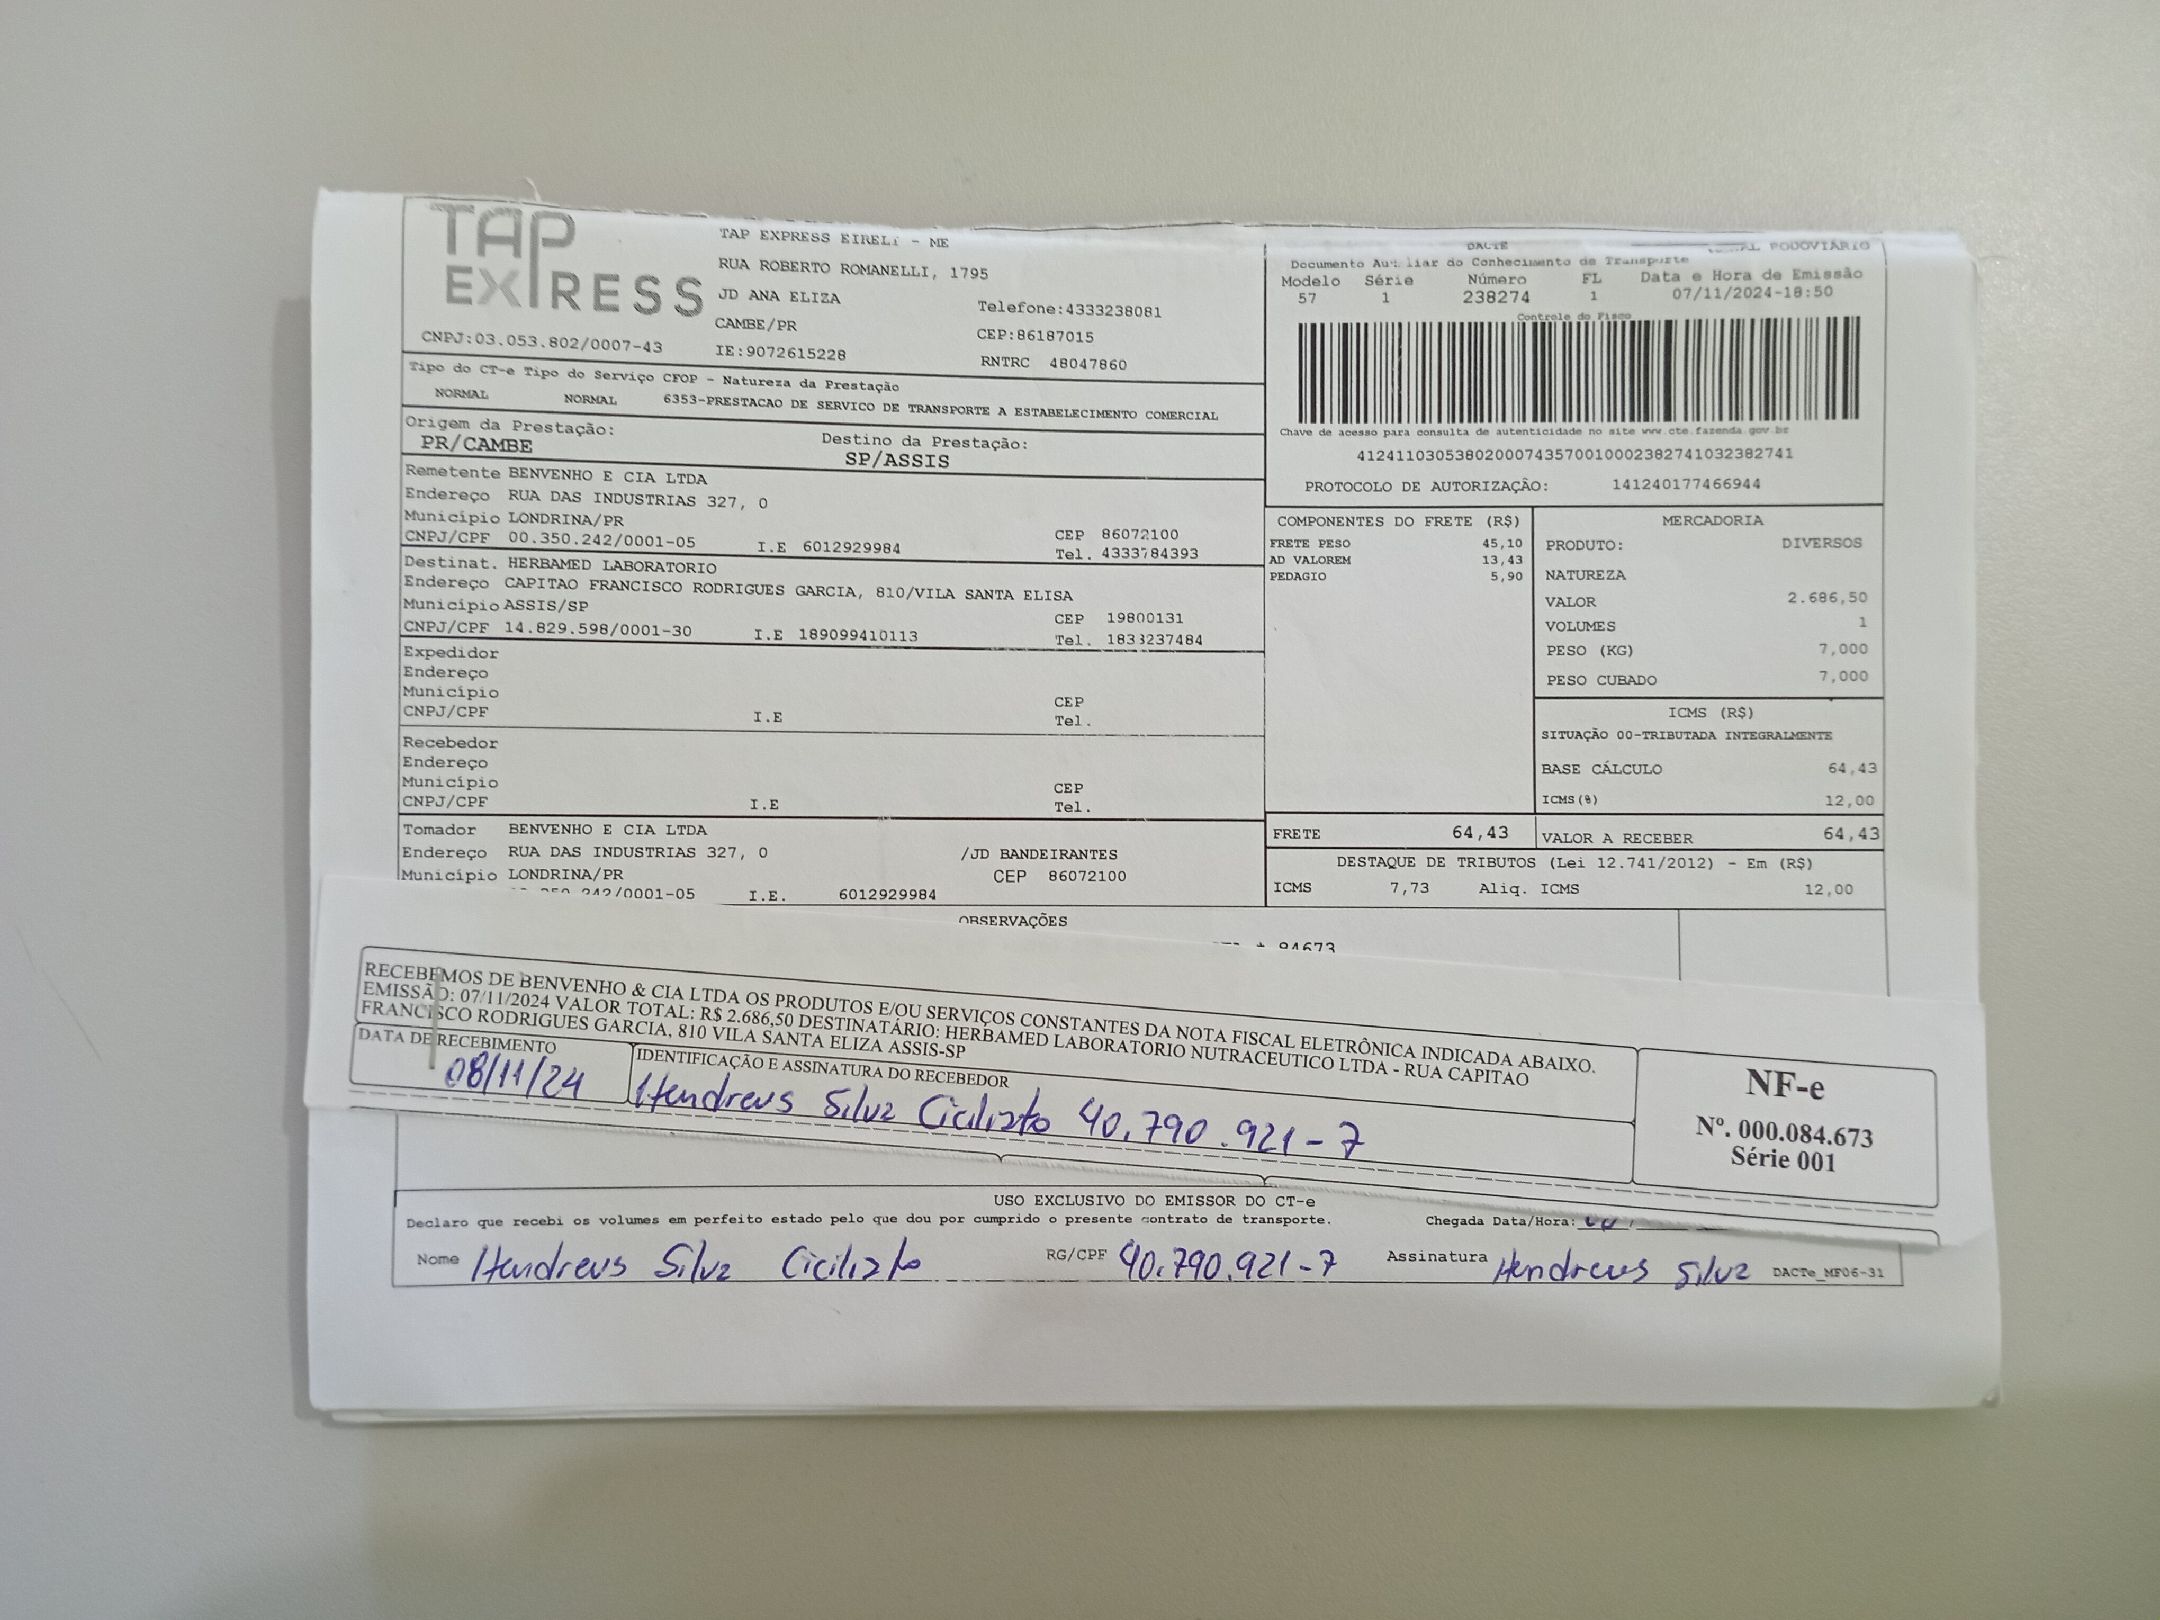 TAP EXPRESS
TAP EXPRESS EIRELI - ME
RUA ROBERTO ROMANELLI, 1795
JD ANA ELIZA
Telefone:4333238081
CAMBE/PR
CEP:86187015
CNPJ:03.053.802/0007-43
IE:9072615228
RNTRC 48047860
DACTE
RODOVIÁRIO
Documento Auxiliar do Conhecimento de Transporte
Modelo Série Número FL Data e Hora de Emissão
57 1 238274 1 07/11/2024-18:50
Controle do Fisco
Chave de acesso para consulta de autenticidade no site www.cte.fazenda.gov.br
41241103053802000743570010002382741032382741
PROTOCOLO DE AUTORIZAÇÃO: 141240177466944
Tipo do CT-e Tipo do Serviço CFOP - Natureza da Prestação
NORMAL NORMAL 6353-PRESTACAO DE SERVICO DE TRANSPORTE A ESTABELECIMENTO COMERCIAL
Origem da Prestação: Destino da Prestação:
PR/CAMBE SP/ASSIS
Remetente BENVENHO E CIA LTDA
Endereço RUA DAS INDUSTRIAS 327, 0
Município LONDRINA/PR CEP 86072100
CNPJ/CPF 00.350.242/0001-05 I.E 6012929984 Tel. 4333784393
Destinat. HERBAMED LABORATORIO
Endereço CAPITAO FRANCISCO RODRIGUES GARCIA, 810/VILA SANTA ELISA
Município ASSIS/SP CEP 19800131
CNPJ/CPF 14.829.598/0001-30 I.E 189099410113 Tel. 1833237484
Expedidor
Endereço
Município CEP
CNPJ/CPF I.E Tel.
Recebedor
Endereço
Município CEP
CNPJ/CPF I.E Tel.
Tomador BENVENHO E CIA LTDA
Endereço RUA DAS INDUSTRIAS 327, 0 /JD BANDEIRANTES
Município LONDRINA/PR CEP 86072100
242/0001-05 I.E. 6012929984
COMPONENTES DO FRETE (R$)
FRETE PESO 45,10
AD VALOREM 13,43
PEDAGIO 5,90
MERCADORIA
PRODUTO: DIVERSOS
NATUREZA
VALOR 2.686,50
VOLUMES 1
PESO (KG) 7,000
PESO CUBADO 7,000
ICMS (R$)
SITUAÇÃO 00-TRIBUTADA INTEGRALMENTE
BASE CÁLCULO 64,43
ICMS(%) 12,00
FRETE 64,43 VALOR A RECEBER 64,43
DESTAQUE DE TRIBUTOS (Lei 12.741/2012) - Em (R$)
ICMS 7,73 Aliq. ICMS 12,00
OBSERVAÇÕES
RECEBEMOS DE BENVENHO & CIA LTDA OS PRODUTOS E/OU SERVIÇOS CONSTANTES DA NOTA FISCAL ELETRÔNICA INDICADA ABAIXO.
EMISSÃO: 07/11/2024 VALOR TOTAL: R$ 2.686,50 DESTINATÁRIO: HERBAMED LABORATORIO NUTRACEUTICO LTDA - RUA CAPITAO
FRANCISCO RODRIGUES GARCIA, 810 VILA SANTA ELIZA ASSIS-SP
DATA DE RECEBIMENTO IDENTIFICAÇÃO E ASSINATURA DO RECEBEDOR
08/11/24 Hendreus Silva Ciciliato 40.790.921-7
NF-e
Nº. 000.084.673
Série 001
USO EXCLUSIVO DO EMISSOR DO CT-e
Declaro que recebi os volumes em perfeito estado pelo que dou por cumprido o presente contrato de transporte. Chegada Data/Hora:
Nome Hendreus Silva Ciciliato RG/CPF 40.790.921-7 Assinatura Hendreus Silva DACTe_MF06-31